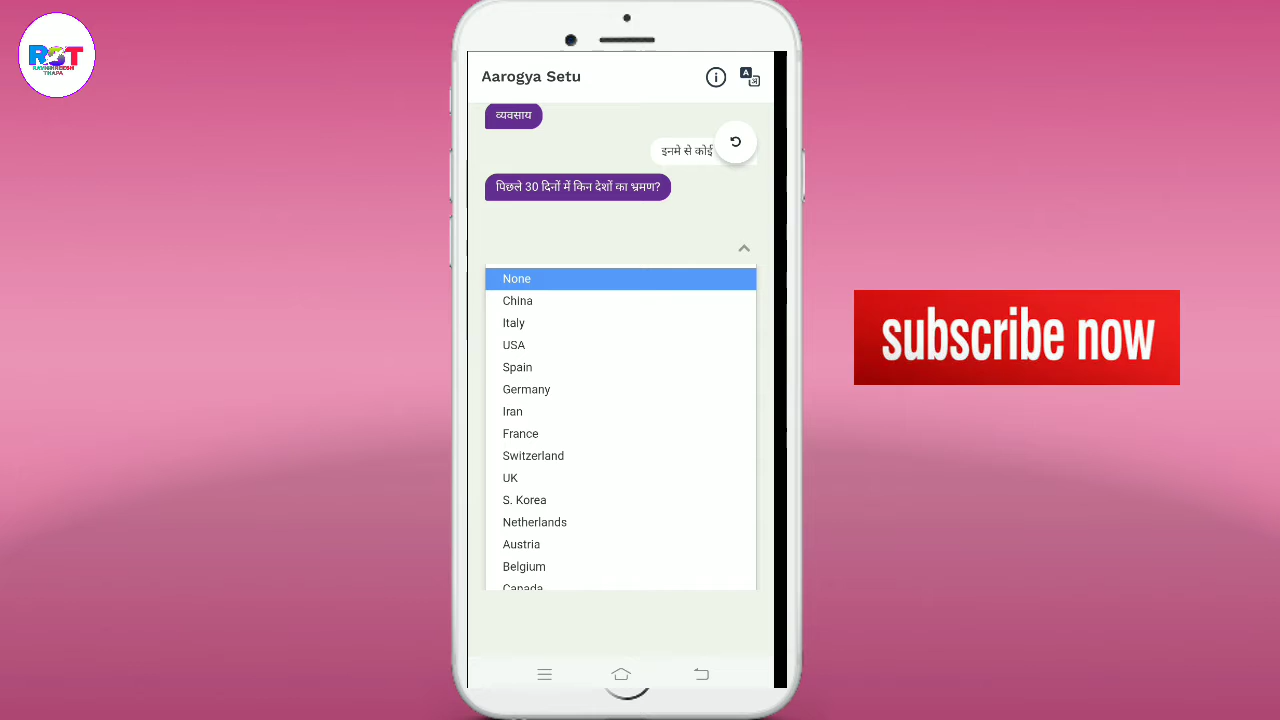 RST
THAPA
Aarogya Setu
व्यवसाय
इनमे से कोई
पिछले 30 दिनों में किन देशों का भ्रमण?
None
China
Italy
USA
Spain
Germany
Iran
France
Switzerland
UK
S. Korea
Netherlands
Austria
Belgium
Canada
subscribe now